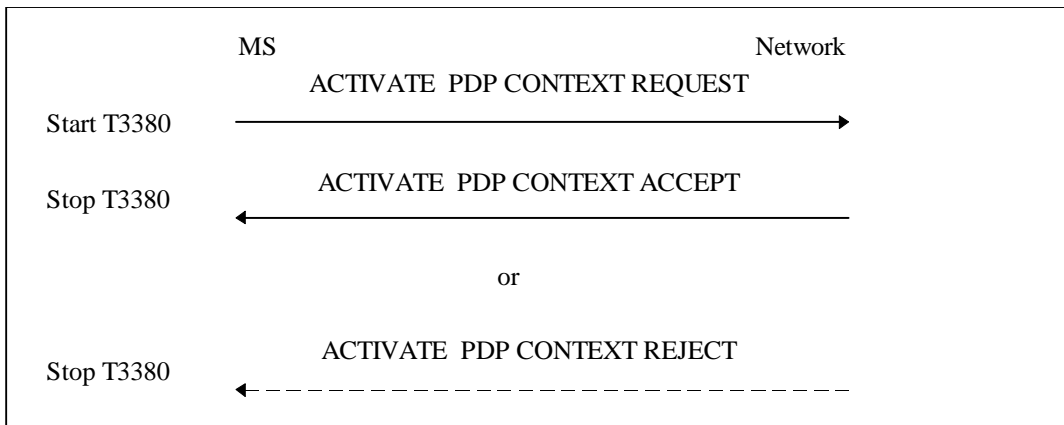 MS Network
ACTIVATE PDP CONTEXT REQUEST
Start T3380
ACTIVATE PDP CONTEXT ACCEPT
Stop T3380
or
ACTIVATE PDP CONTEXT REJECT
Stop T3380